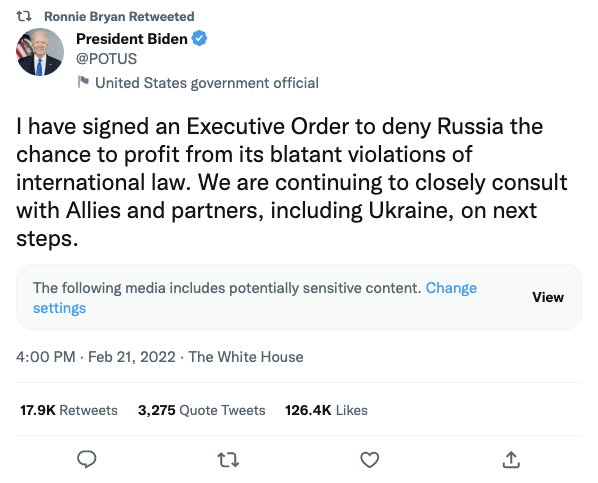 Ronnie Bryan Retweeted
President Biden
@POTUS
United States government official
I have signed an Executive Order to deny Russia the
chance to profit from its blatant violations of
international law. We are continuing to closely consult
with Allies and partners, including Ukraine, on next
steps.
The following media includes potentially sensitive content. Change
settings
View
4:00 PM · Feb 21, 2022 · The White House
17.9K Retweets 3,275 Quote Tweets 126.4K Likes